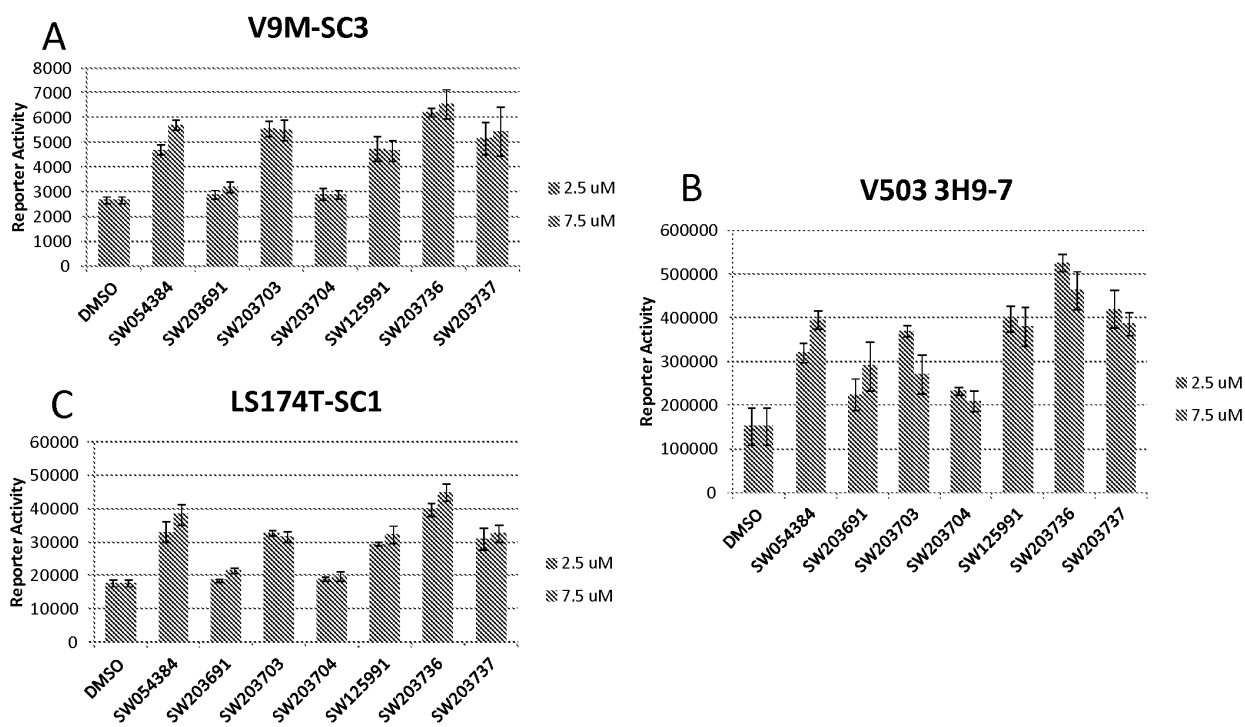 A
V9M-SC3
8000
7000
6000
5000
4000
3000
2000
1000
0
Reporter Activity
DMSO
SW054384
SW203691
SW203703
SW203704
SW125991
SW203736
SW203737
2.5 uM
7.5 uM
B
V503 3H9-7
600000
500000
400000
300000
200000
100000
0
Reporter Activity
DMSO
SW054384
SW203691
SW203703
SW203704
SW125991
SW203736
SW203737
2.5 uM
7.5 uM
C
LS174T-SC1
60000
50000
40000
30000
20000
10000
0
Reporter Activity
DMSO
SW054384
SW203691
SW203703
SW203704
SW125991
SW203736
SW203737
2.5 uM
7.5 uM